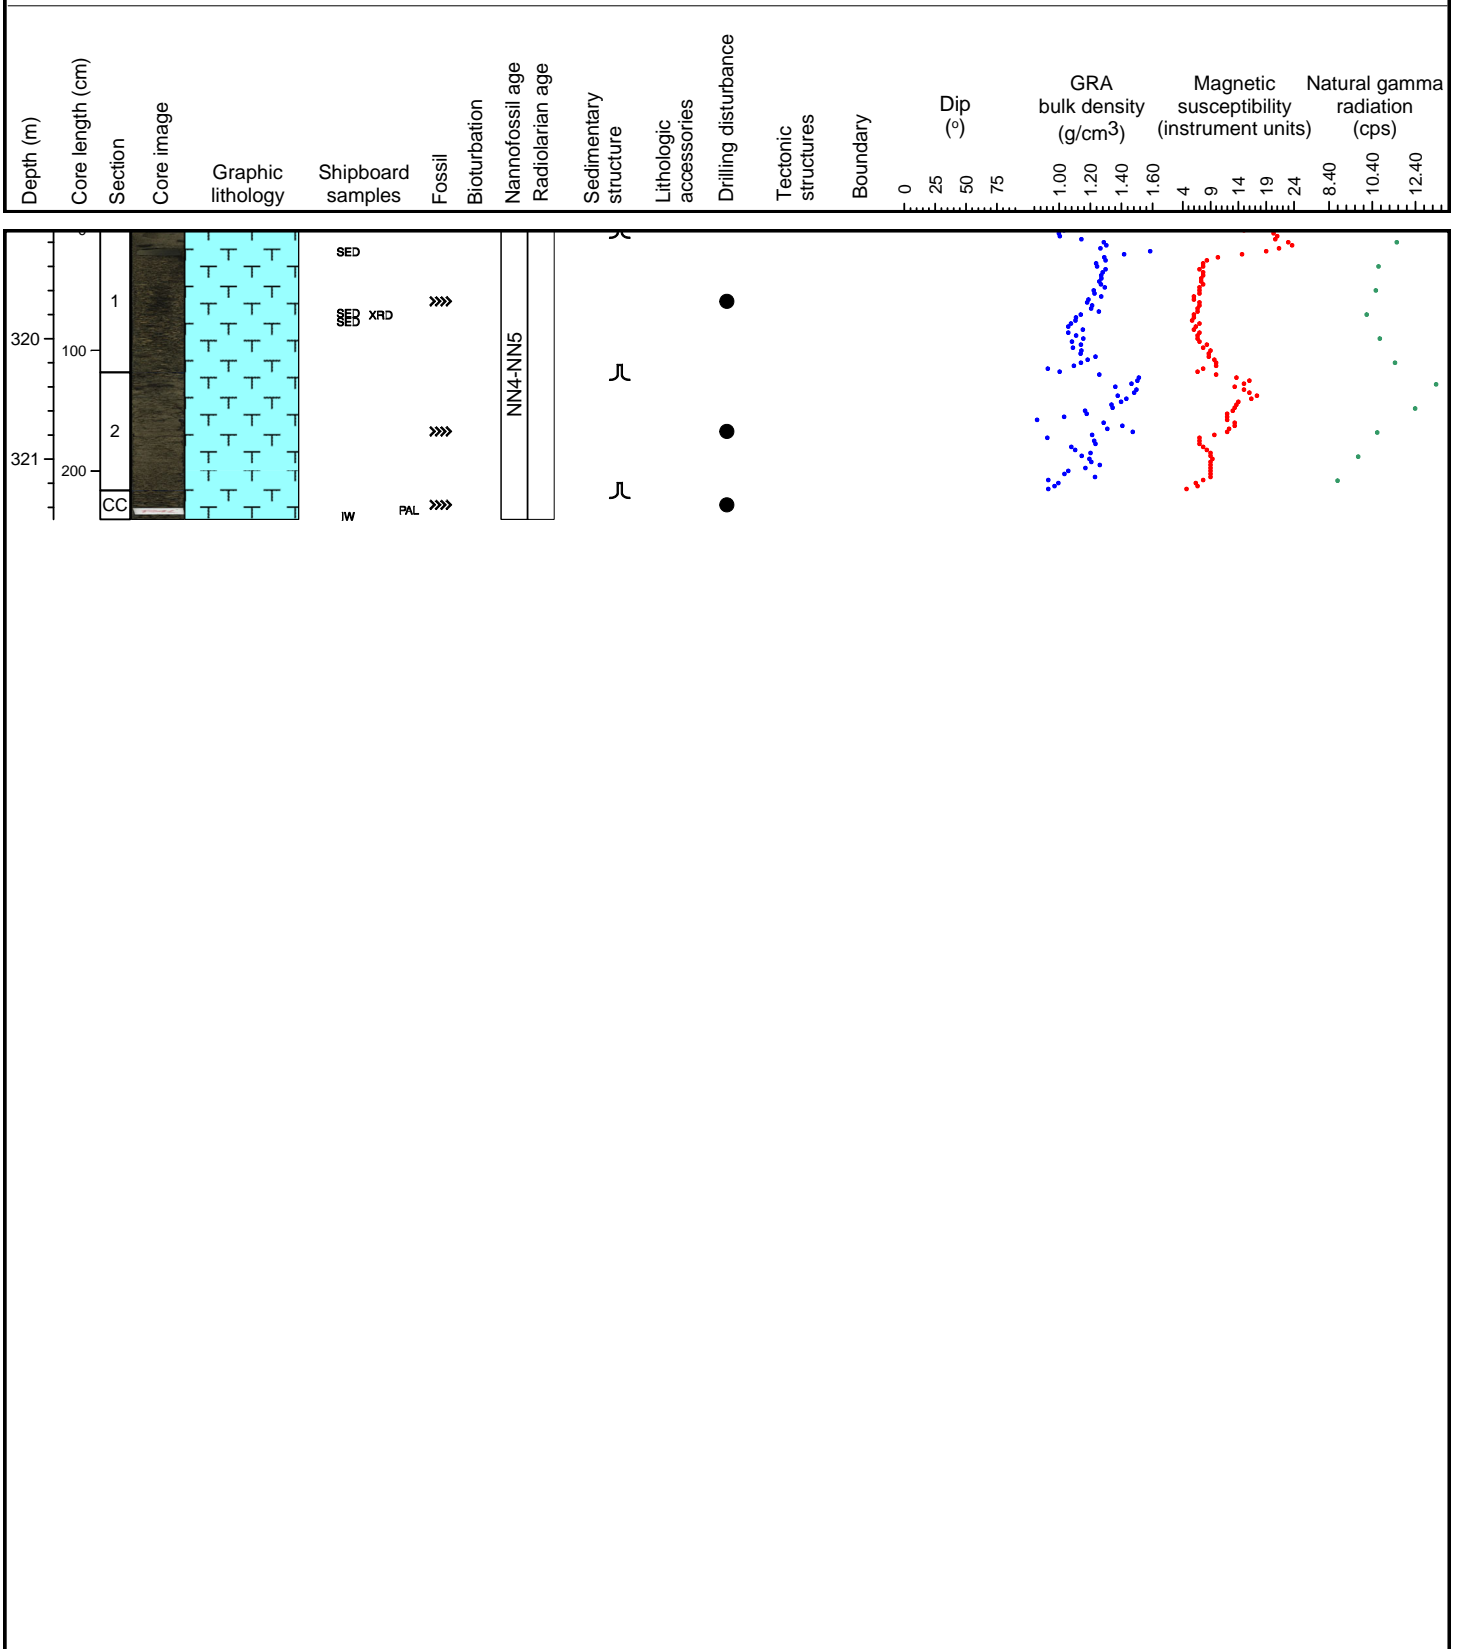 Depth (m)
Core length (cm)
Section
Core image
Graphic
lithology
Shipboard
samples
Fossil
Bioturbation
Nannofossil age
Radiolarian age
Sedimentary
structure
Lithologic
accessories
Drilling disturbance
Tectonic
structures
Boundary
Dip
(o)
0 25 50 75
GRA
bulk density
(g/cm3)
1.00 1.20 1.40 1.60
Magnetic
susceptibility
(instrument units)
4 9 14 19 24
Natural gamma
radiation
(cps)
8.40 10.40 12.40
SED
1
SED XRD
SED
320
100
NN4-NN5
2
321
200
CC
PAL
IW